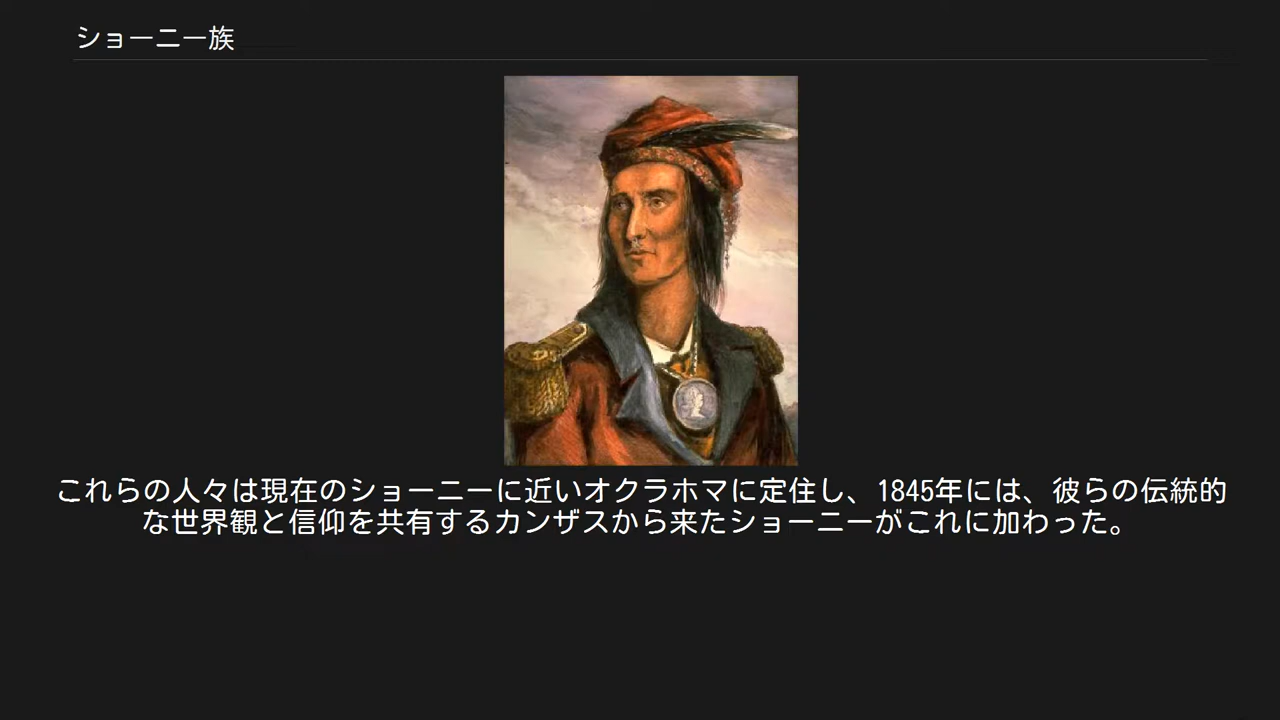 ショーニー族
これらの人々は現在のショーニーに近いオクラホマに定住し、1845年には、彼らの伝統的
な世界観と信仰を共有するカンザスから来たショーニーがこれに加わった。